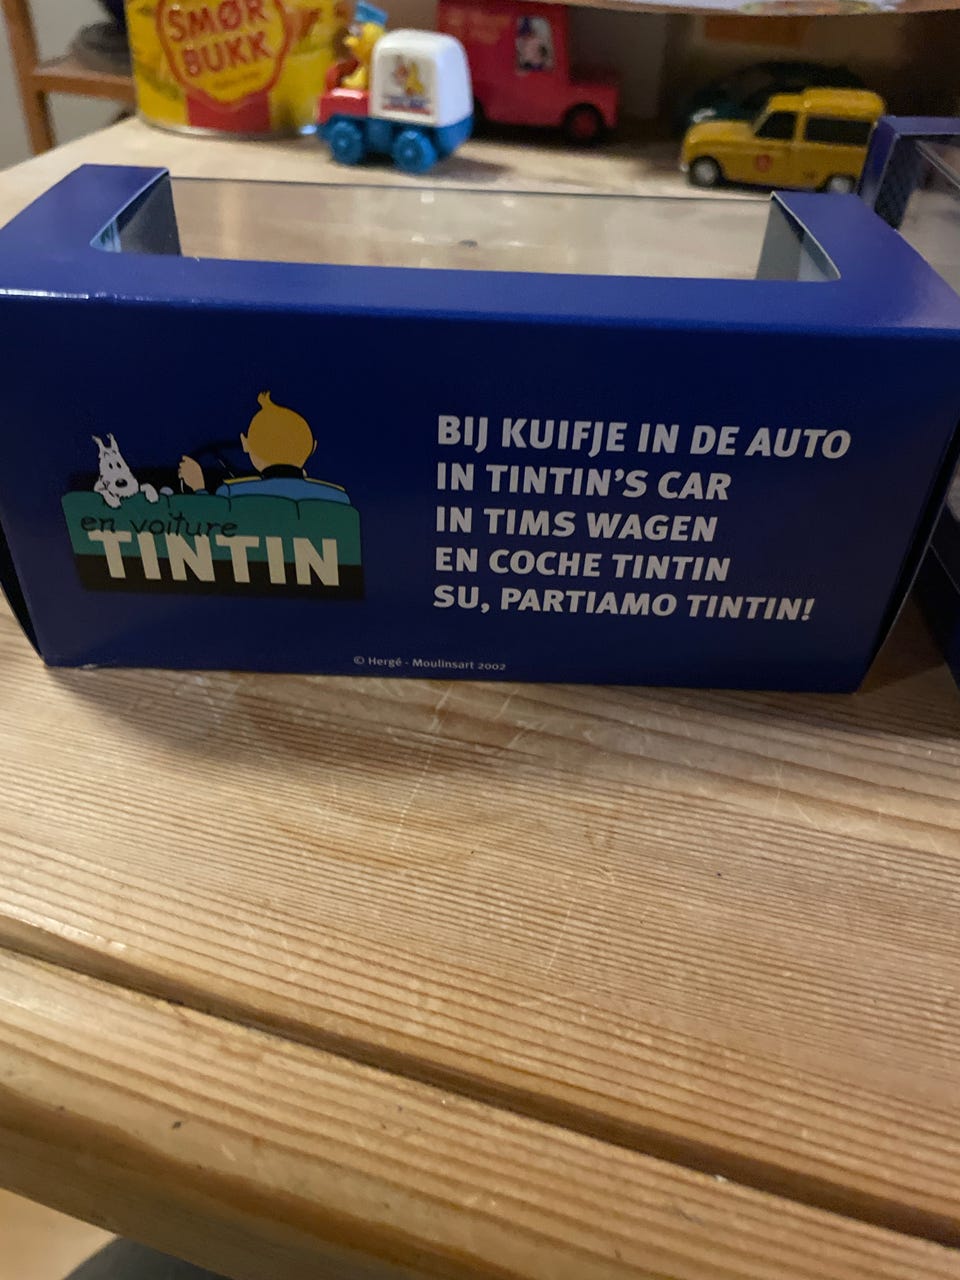 SMØR
BUKK
en voiture
TINTIN
BIJ KUIFJE IN DE AUTO
IN TINTIN'S CAR
IN TIMS WAGEN
EN COCHE TINTIN
SU, PARTIAMO TINTIN!
© Hergé - Moulinsart 2002